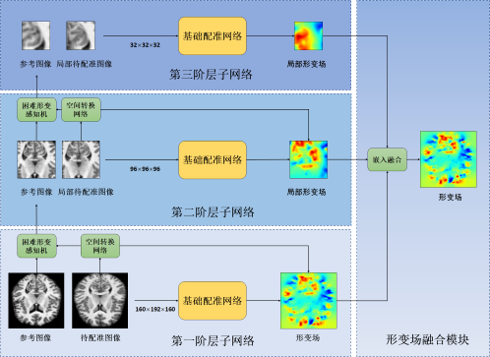 基础配准网络
32×32×32
参考图像
局部待配准图像
局部形变场
第三阶层子网络
困难形变
感知机
空间转换
网络
基础配准网络
96×96×96
参考图像
局部待配准图像
局部形变场
第二阶层子网络
嵌入融合
形变场
困难形变
感知机
空间转换
网络
基础配准网络
160×192×160
参考图像
待配准图像
形变场
第一阶层子网络
形变场融合模块